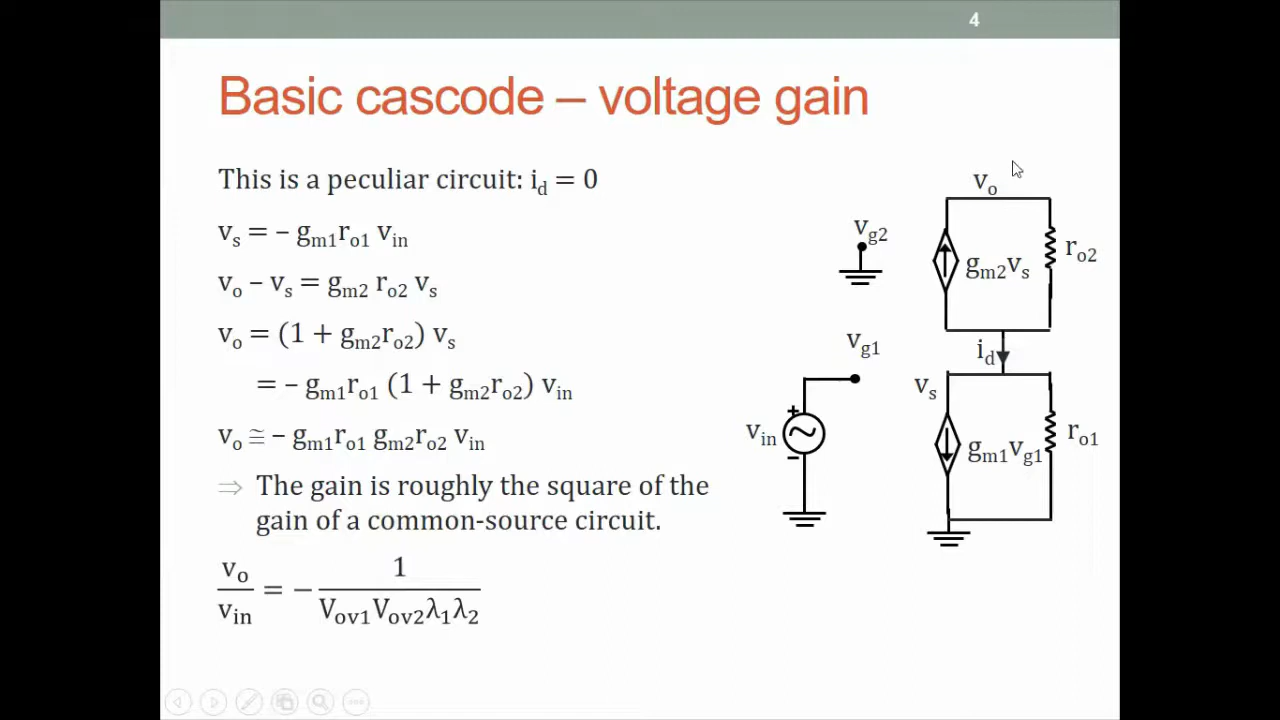 4
Basic cascode – voltage gain
This is a peculiar circuit: i_d = 0
v_s = – g_m1 r_o1 v_in
v_o – v_s = g_m2 r_o2 v_s
v_o = (1 + g_m2 r_o2) v_s
= – g_m1 r_o1 (1 + g_m2 r_o2) v_in
v_o ≅ – g_m1 r_o1 g_m2 r_o2 v_in
⇒ The gain is roughly the square of the
gain of a common-source circuit.
v_o / v_in = – 1 / (V_ov1 V_ov2 λ_1 λ_2)
v_o
v_g2
g_m2 v_s
r_o2
i_d
v_g1
v_s
v_in
+
–
g_m1 v_g1
r_o1